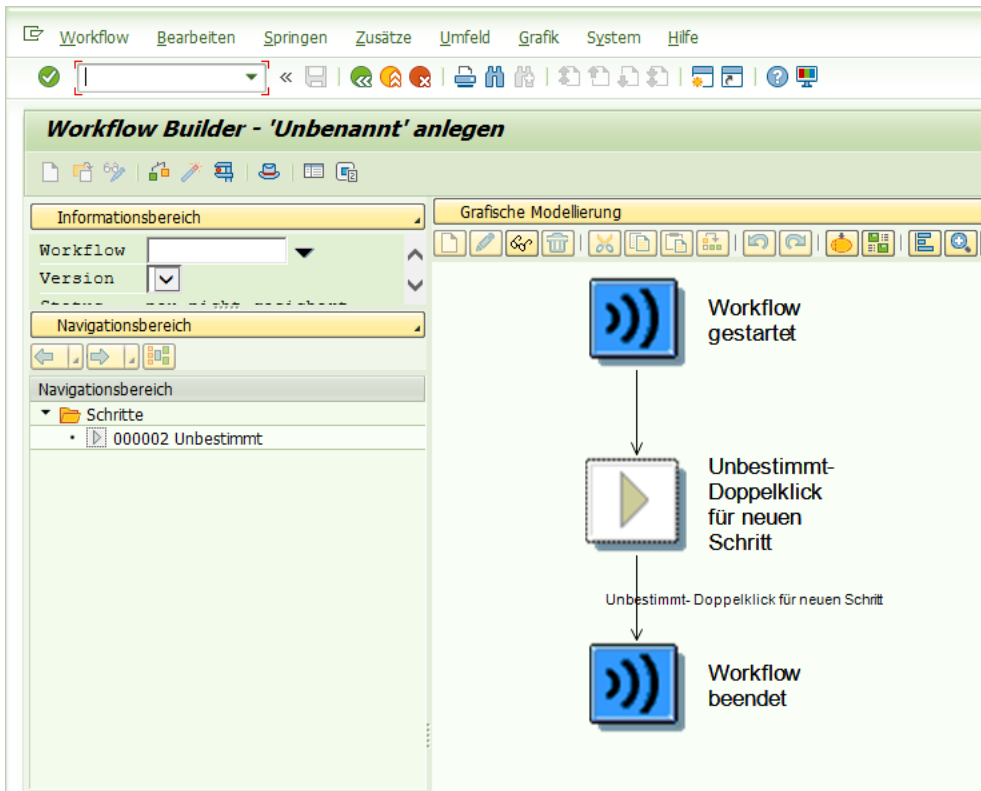 Workflow Bearbeiten Springen Zusätze Umfeld Grafik System Hilfe
Workflow Builder - 'Unbenannt' anlegen
Informationsbereich
Workflow
Version
Navigationsbereich
Navigationsbereich
Schritte
000002 Unbestimmt
Grafische Modellierung
Workflow
gestartet
Unbestimmt-
Doppelklick
für neuen
Schritt
Unbestimmt- Doppelklick für neuen Schritt
Workflow
beendet